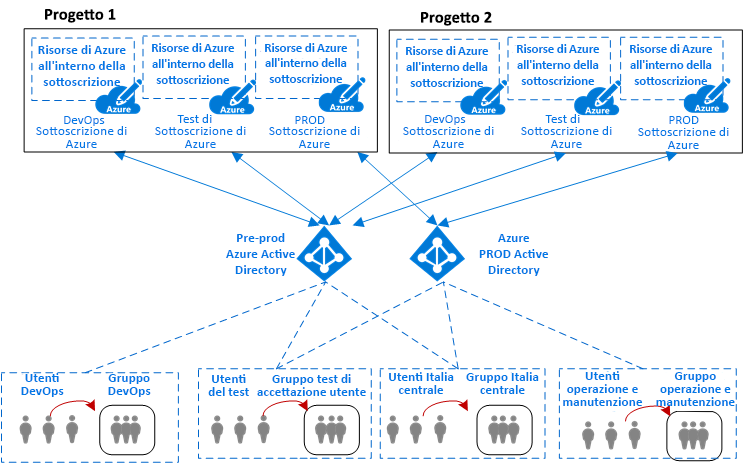 Progetto 1
Progetto 2
Risorse di Azure
all'interno della
sottoscrizione
Risorse di Azure
all'interno della
sottoscrizione
Risorse di Azure
all'interno della
sottoscrizione
Risorse di Azure
all'interno della
sottoscrizione
Risorse di Azure
all'interno della
sottoscrizione
Risorse di Azure
all'interno della
sottoscrizione
Azure
Azure
Azure
Azure
Azure
Azure
DevOps
Sottoscrizione di
Azure
Test di
Sottoscrizione di
Azure
PROD
Sottoscrizione di
Azure
DevOps
Sottoscrizione di
Azure
Test di
Sottoscrizione di
Azure
PROD
Sottoscrizione di
Azure
Pre-prod
Azure Active
Directory
Azure
PROD Active
Directory
Utenti
DevOps
Gruppo
DevOps
Utenti
del test
Gruppo test di
accettazione utente
Utenti Italia
centrale
Gruppo Italia
centrale
Utenti
operazione e
manutenzione
Gruppo
operazione e
manutenzione